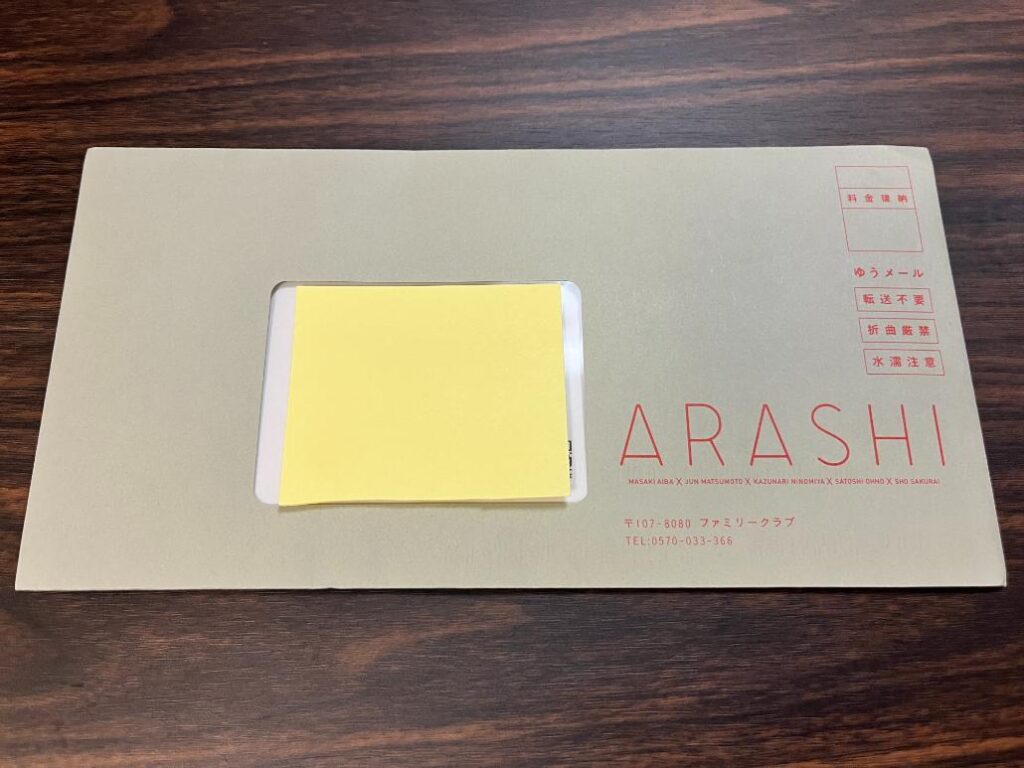 料金後納
ゆうメール
転送不要
折曲厳禁
水濡注意
ARASHI
MASAKI AIBA X JUN MATSUMOTO X KAZUNARI NINOMIYA X SATOSHI OHNO X SHO SAKURAI
〒107-8080 ファミリークラブ
TEL:0570-033-366